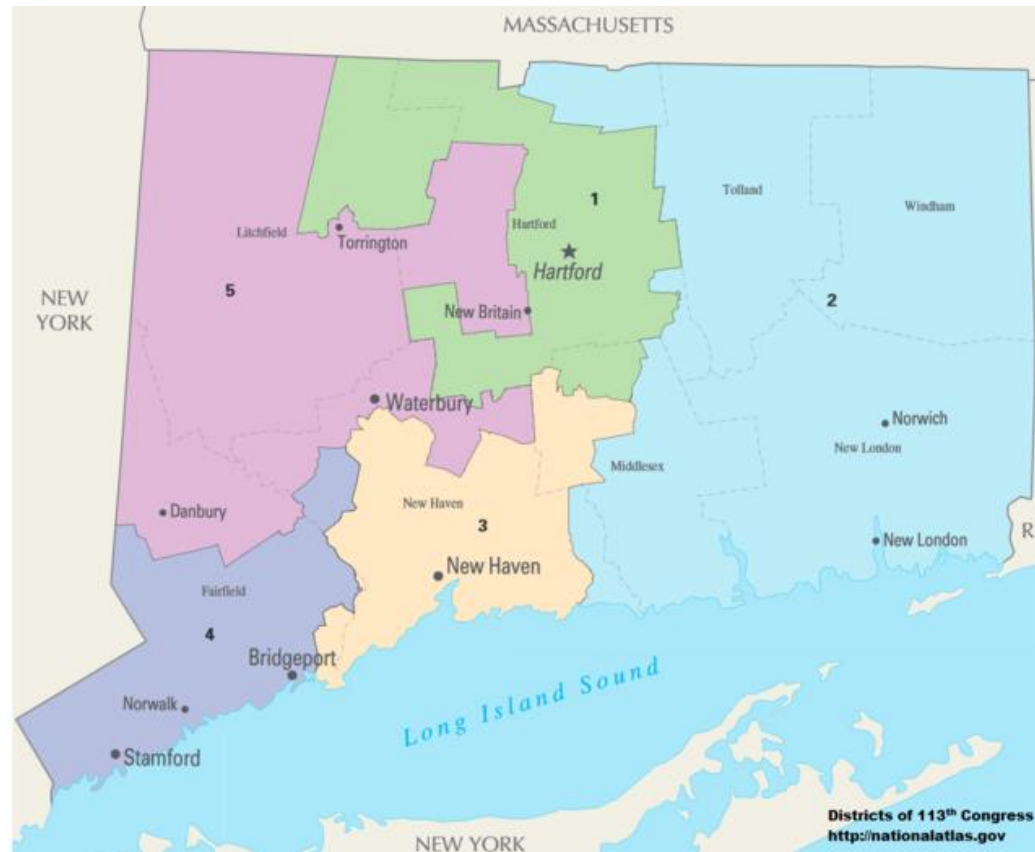 MASSACHUSETTS
1
Tolland
Windham
Hartford
Litchfield
Torrington
Hartford
5
NEW
YORK
2
New Britain
Waterbury
Norwich
New London
Middlesex
New Haven
3
Danbury
R
New London
New Haven
Fairfield
4
Bridgeport
Long Island Sound
Norwalk
Stamford
Districts of 113th Congress
http://nationalatlas.gov
NEW YORK